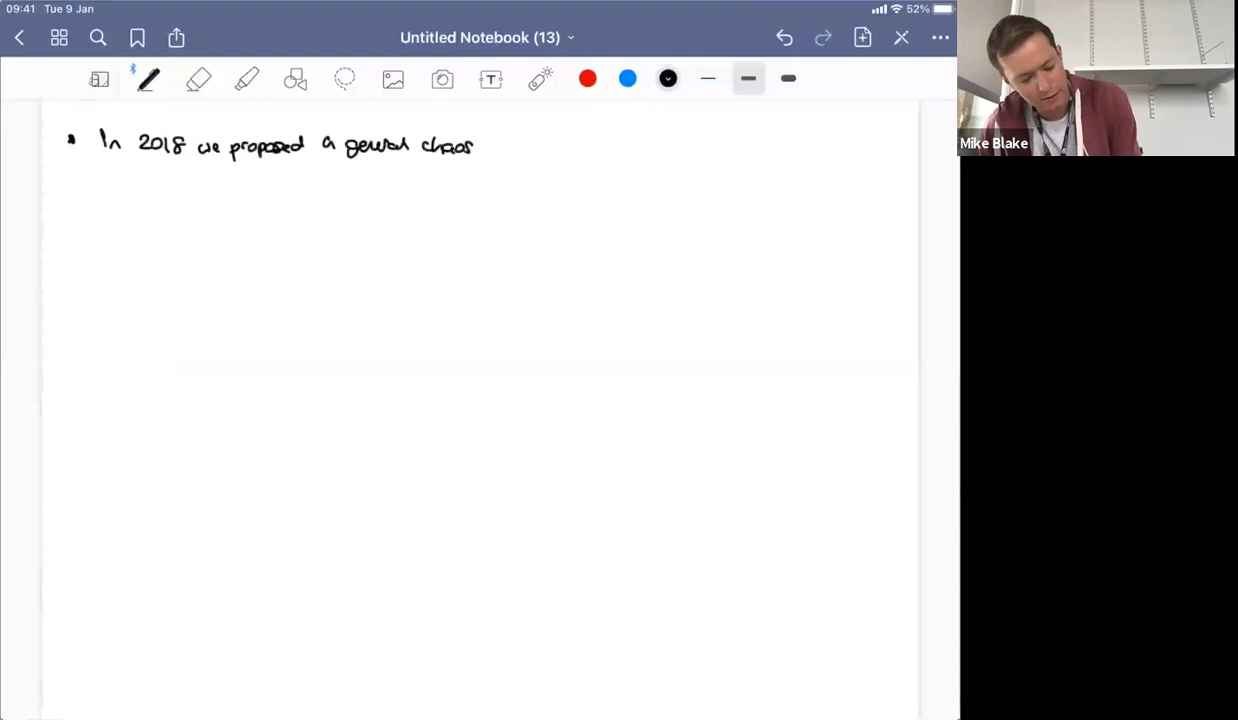 09:41 Tue 9 Jan
52%
Untitled Notebook (13)
T
• In 2018 we proposed a general chaos
Mike Blake